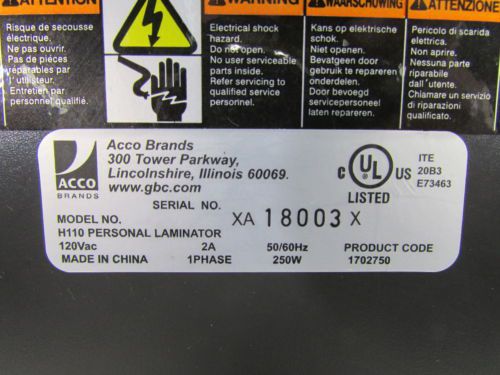 ATTENTION
WARNING
WAARSCHUWING
ATTENZIONE
Risque de secousse
électrique.
Ne pas ouvrir.
Pas de pièces
réparables par
l'utilisateur.
Entretien par
personnel qualifié.
Electrical shock
hazard.
Do not open.
No user serviceable
parts inside.
Refer servicing to
qualified service
personnel.
Kans op elektrische
schok.
Niet openen.
Bevatgeen door
gebruiker te repareren
onderdelen.
Door bevoegd
servicepersoneel
te repareren.
Pericolo di scarida
elettrica.
Non aprire.
Nessuna parte
riparabile
dall'utente.
Chiamare un servizio
di riparazioni
qualificato.
ACCO
BRANDS
Acco Brands
300 Tower Parkway,
Lincolnshire, Illinois 60069.
www.gbc.com
C UL US
LISTED
ITE
20B3
E73463
SERIAL NO. XA 18003 X
MODEL NO.
H110 PERSONAL LAMINATOR
120Vac 2A 50/60Hz PRODUCT CODE
MADE IN CHINA 1PHASE 250W 1702750